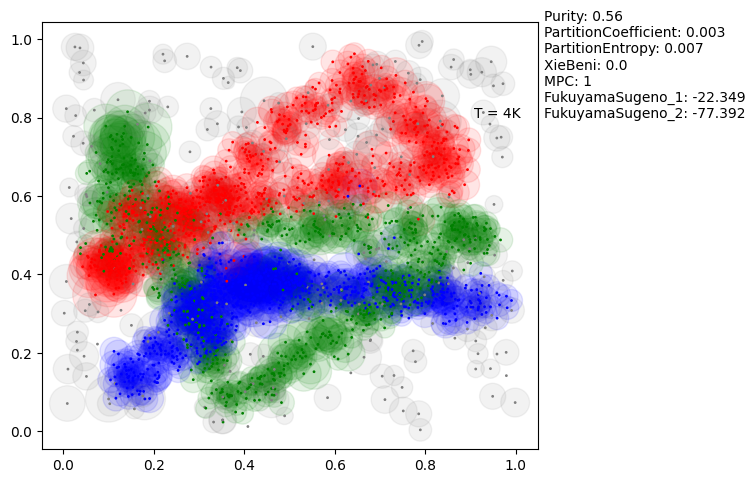 Purity: 0.56
PartitionCoefficient: 0.003
PartitionEntropy: 0.007
XieBeni: 0.0
MPC: 1
FukuyamaSugeno_1: -22.349
FukuyamaSugeno_2: -77.392
T = 4K
1.0
0.8
0.6
0.4
0.2
0.0
0.0 0.2 0.4 0.6 0.8 1.0